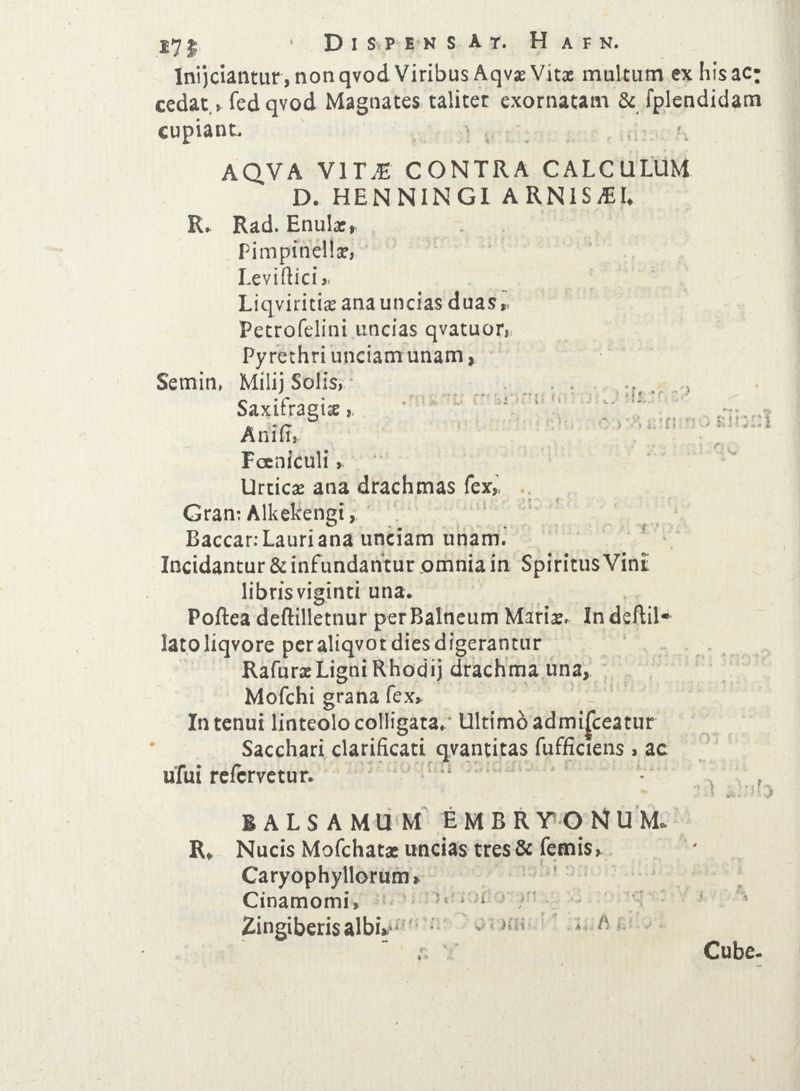 DISPENSAT. HAFN.
Inijciantur, non qvod Viribus Aqvæ Vitæ multum ex his ac-
cedat, sed qvod Magnates taliter exornatam & splendidam
cupiant.
AQVA VITÆ CONTRA CALCULUM
D. HENNINGI ARNISÆI.
R. Rad. Enulæ,
Pimpinellæ,
Levistici,
Liqviritiæ ana uncias duas,
Petroselini uncias qvatuor,
Pyrethri unciam unam,
Semin, Milij Solis,
Saxifragiæ,
Anisi,
Fœniculi,
Urticæ ana drachmas sex,
Gran: Alkekengi,
Baccar: Lauri ana unciam unam.
Incidantur & infundantur omnia in Spiritus Vini
libris viginti una.
Postea destilletnur per Balneum Mariæ. In destil-
lato liqvore per aliqvot dies digerantur
Rasuræ Ligni Rhodij drachma una,
Moschi grana sex,
In tenui linteolo colligata. Ultimò admisceatur
Sacchari clarificati qvantitas sufficiens, ac
usui reservetur.
BALSAMUM EMBRYONUM.
R. Nucis Moschatæ uncias tres & semis,
Caryophyllorum,
Cinamomi,
Zingiberis albi,
Cube-